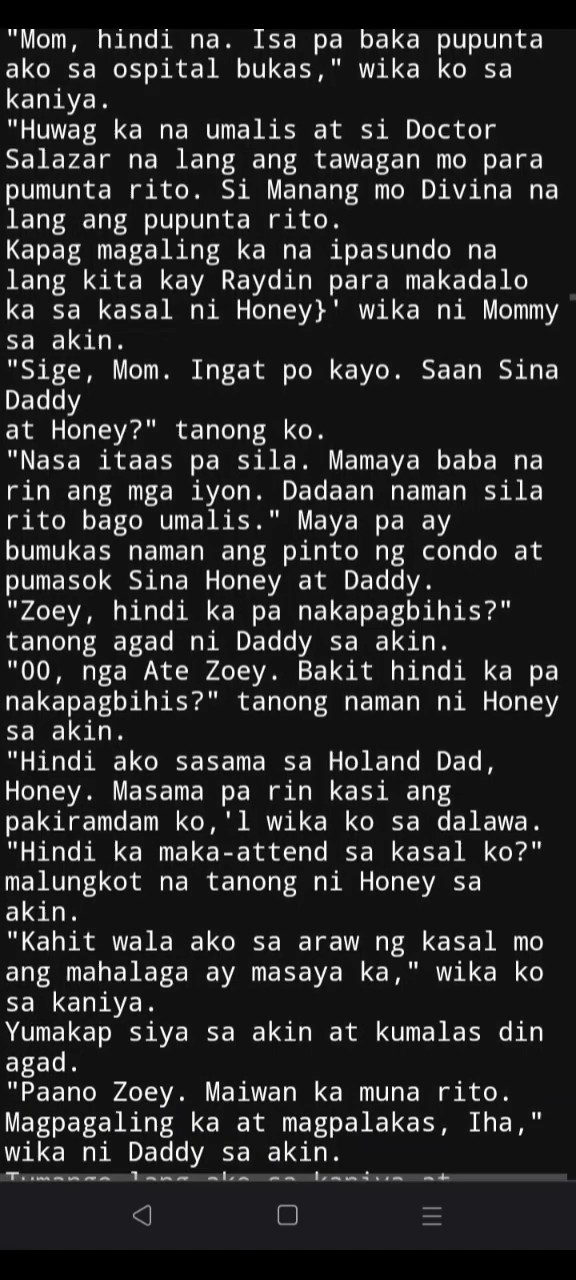 "Mom, hindi na. Isa pa baka pupunta
ako sa ospital bukas," wika ko sa
kaniya.
"Huwag ka na umalis at si Doctor
Salazar na lang ang tawagan mo para
pumunta rito. Si Manang mo Divina na
lang ang pupunta rito.
Kapag magaling ka na ipasundo na
lang kita kay Raydin para makadalo
ka sa kasal ni Honey}' wika ni Mommy
sa akin.
"Sige, Mom. Ingat po kayo. Saan Sina
Daddy
at Honey?" tanong ko.
"Nasa itaas pa sila. Mamaya baba na
rin ang mga iyon. Dadaan naman sila
rito bago umalis." Maya pa ay
bumukas naman ang pinto ng condo at
pumasok Sina Honey at Daddy.
"Zoey, hindi ka pa nakapagbihis?"
tanong agad ni Daddy sa akin.
"00, nga Ate Zoey. Bakit hindi ka pa
nakapagbihis?" tanong naman ni Honey
sa akin.
"Hindi ako sasama sa Holand Dad,
Honey. Masama pa rin kasi ang
pakiramdam ko,'l wika ko sa dalawa.
"Hindi ka maka-attend sa kasal ko?"
malungkot na tanong ni Honey sa
akin.
"Kahit wala ako sa araw ng kasal mo
ang mahalaga ay masaya ka," wika ko
sa kaniya.
Yumakap siya sa akin at kumalas din
agad.
"Paano Zoey. Maiwan ka muna rito.
Magpagaling ka at magpalakas, Iha,"
wika ni Daddy sa akin.